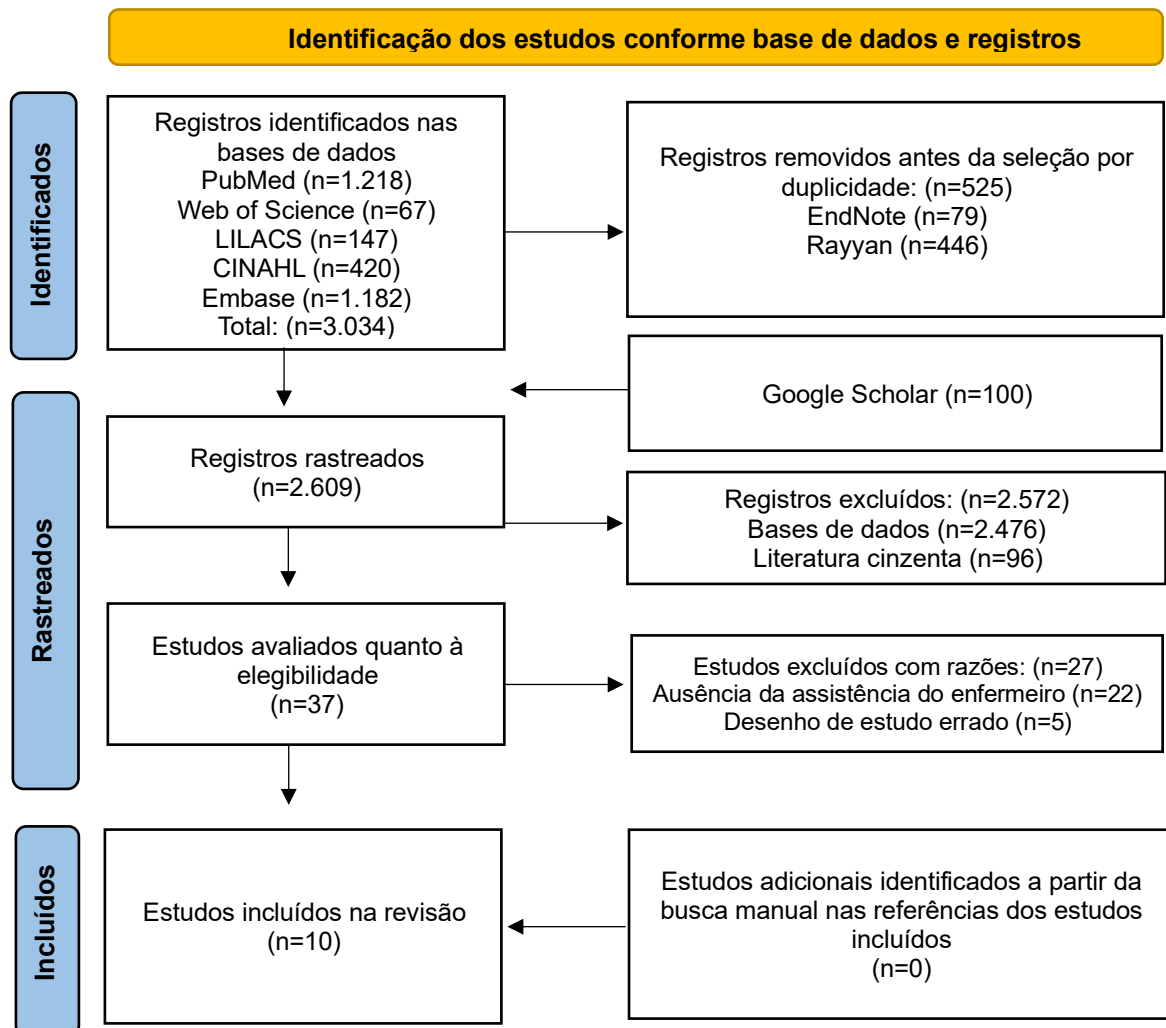 Identificação dos estudos conforme base de dados e registros
Identificados
Registros identificados nas
bases de dados
PubMed (n=1.218)
Web of Science (n=67)
LILACS (n=147)
CINAHL (n=420)
Embase (n=1.182)
Total: (n=3.034)
Registros removidos antes da seleção por
duplicidade: (n=525)
EndNote (n=79)
Rayyan (n=446)
Google Scholar (n=100)
Rastreados
Registros rastreados
(n=2.609)
Registros excluídos: (n=2.572)
Bases de dados (n=2.476)
Literatura cinzenta (n=96)
Estudos avaliados quanto à
elegibilidade
(n=37)
Estudos excluídos com razões: (n=27)
Ausência da assistência do enfermeiro (n=22)
Desenho de estudo errado (n=5)
Incluídos
Estudos incluídos na revisão
(n=10)
Estudos adicionais identificados a partir da
busca manual nas referências dos estudos
incluídos
(n=0)